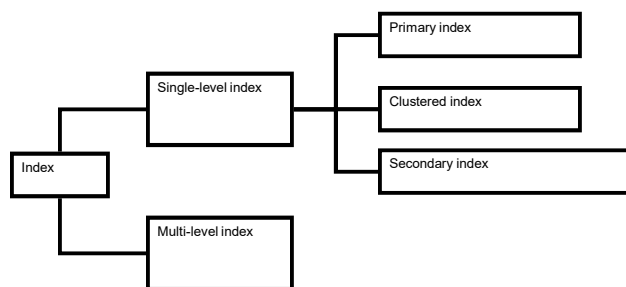 Primary index
Single-level index
Clustered index
Index
Secondary index
Multi-level index